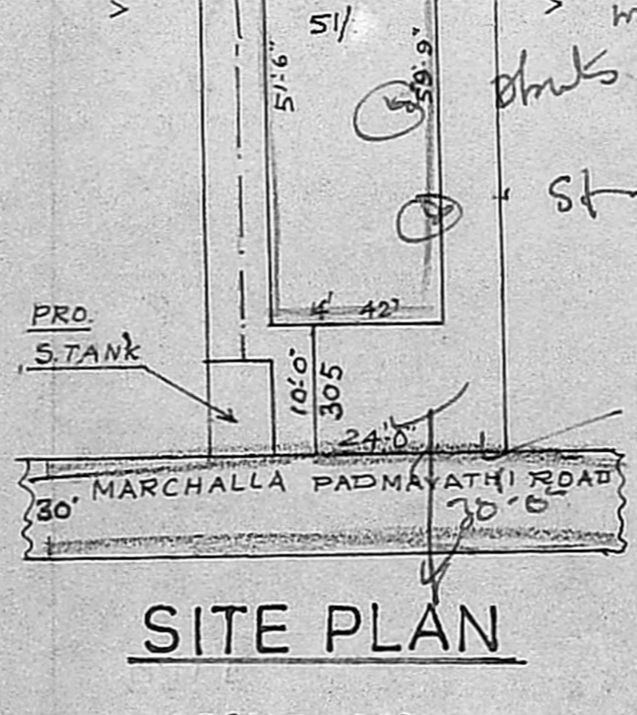 51/
51'-6"
59'-9"
St
4' 42'
PRO.
S. TANK
10'-0"
305
24'-0"
MARCHALLA PADMAVATHI ROAD
30'
30'-0"
SITE PLAN